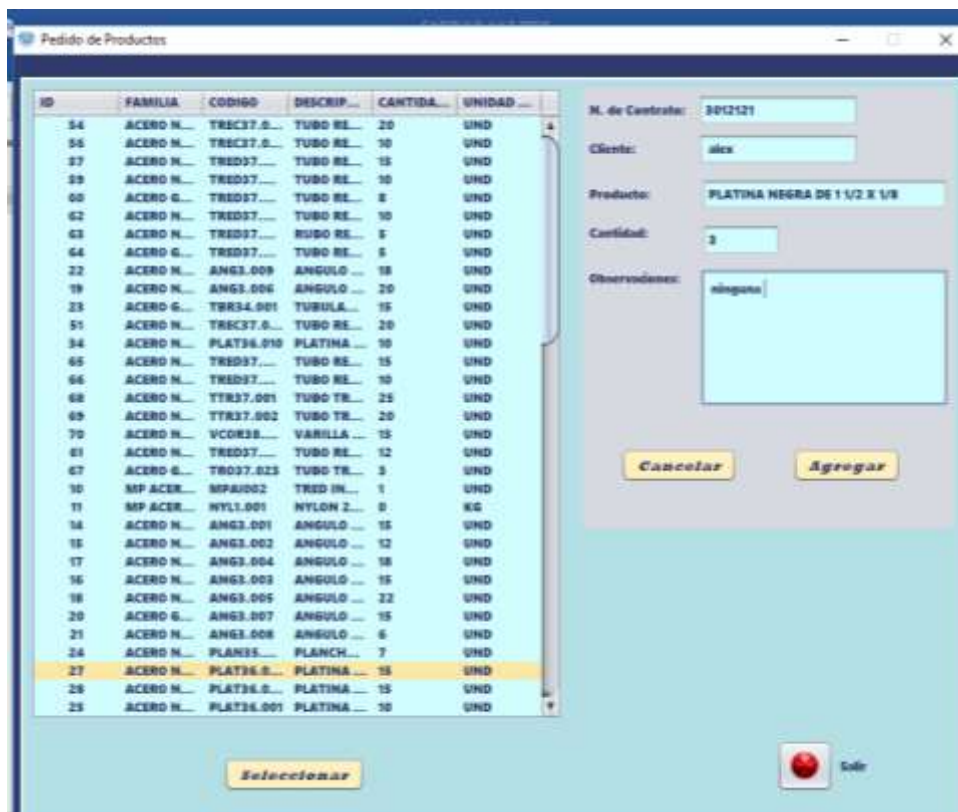 Pedido de Productos
ID FAMILIA CODIGO DESCRIP... CANTIDA... UNIDAD ...
54 ACERO N... TREC37.0... TUBO RE... 20 UND
56 ACERO N... TREC37.0... TUBO RE... 10 UND
57 ACERO N... TRED37.... TUBO RE... 15 UND
59 ACERO N... TRED37.... TUBO RE... 10 UND
60 ACERO G... TRED37.... TUBO RE... 8 UND
62 ACERO N... TRED37.... TUBO RE... 10 UND
63 ACERO N... TRED37.... RUBO RE... 5 UND
64 ACERO G... TRED37.... TUBO RE... 5 UND
22 ACERO N... ANG3.009 ANGULO ... 18 UND
19 ACERO N... ANG3.006 ANGULO ... 20 UND
23 ACERO G... TBR34.001 TUBULA... 15 UND
51 ACERO N... TREC37.0... TUBO RE... 20 UND
34 ACERO N... PLAT36.010 PLATINA ... 10 UND
65 ACERO N... TRED37.... TUBO RE... 15 UND
66 ACERO N... TRED37.... TUBO RE... 10 UND
68 ACERO N... TTR37.001 TUBO TR... 25 UND
69 ACERO N... TTR37.002 TUBO TR... 20 UND
70 ACERO N... VCOR38.... VARILLA ... 15 UND
61 ACERO N... TRED37.... TUBO RE... 12 UND
67 ACERO G... TRO37.023 TUBO TR... 3 UND
10 MP ACER... MPAI002 TRED IN... 1 UND
11 MP ACER... NYL1.001 NYLON 2... 0 KG
14 ACERO N... ANG3.001 ANGULO ... 15 UND
15 ACERO N... ANG3.002 ANGULO ... 12 UND
17 ACERO N... ANG3.004 ANGULO ... 18 UND
16 ACERO N... ANG3.003 ANGULO ... 15 UND
18 ACERO N... ANG3.005 ANGULO ... 22 UND
20 ACERO G... ANG3.007 ANGULO ... 15 UND
21 ACERO N... ANG3.008 ANGULO ... 6 UND
24 ACERO N... PLAN35.... PLANCH... 7 UND
27 ACERO N... PLAT36.0... PLATINA ... 15 UND
28 ACERO N... PLAT36.0... PLATINA ... 15 UND
25 ACERO N... PLAT36.001 PLATINA ... 10 UND
Seleccionar
N. de Contrato: 3012121
Cliente: alex
Producto: PLATINA NEGRA DE 1 1/2 X 1/8
Cantidad: 3
Observaciones: ninguna
Cancelar Agregar
Salir